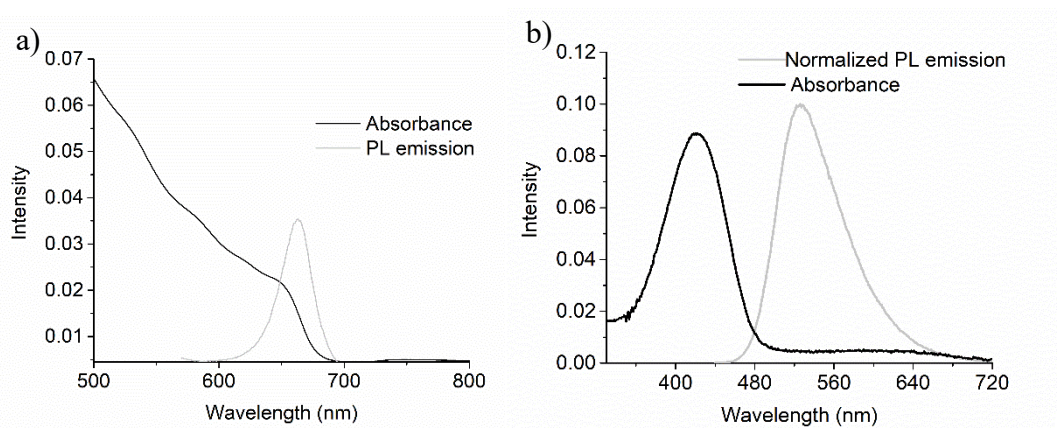 a)
0.07
0.06
0.05
0.04
0.03
0.02
0.01
Intensity
Absorbance
PL emission
500
600
700
800
Wavelength (nm)
b)
0.12
0.10
0.08
0.06
0.04
0.02
0.00
Intensity
Normalized PL emission
Absorbance
400
480
560
640
720
Wavelength (nm)